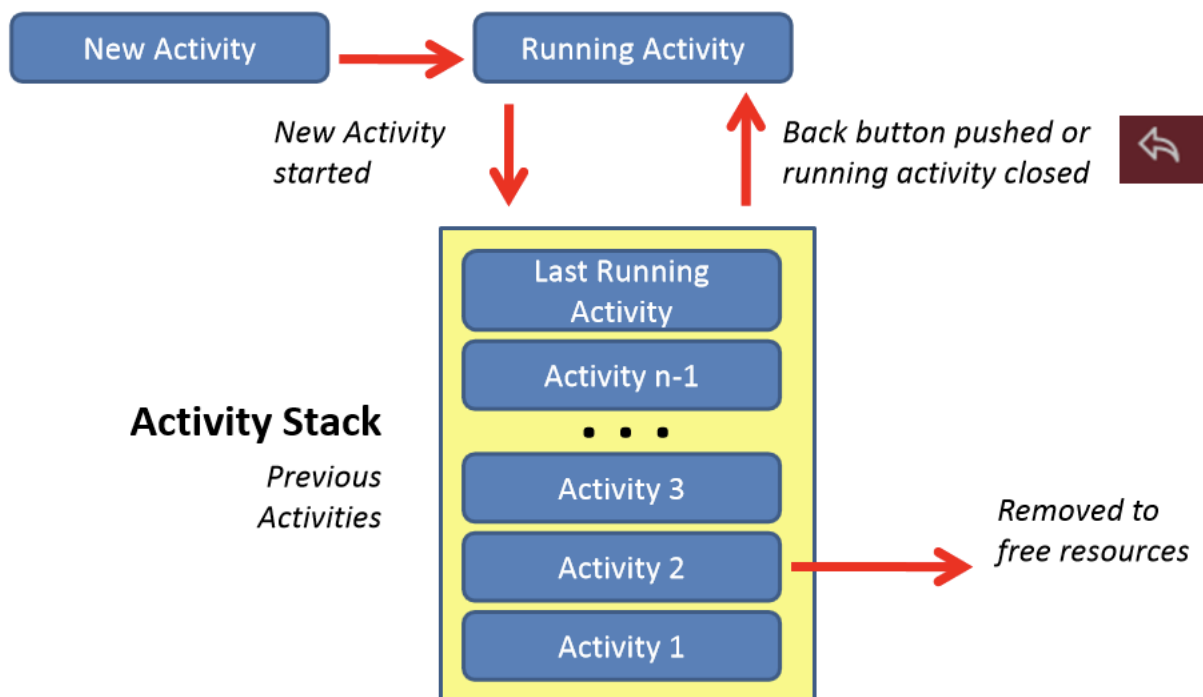 New Activity
Running Activity
New Activity
started
Back button pushed or
running activity closed
Last Running
Activity
Activity n-1
. . .
Activity Stack
Previous
Activities
Activity 3
Activity 2
Activity 1
Removed to
free resources